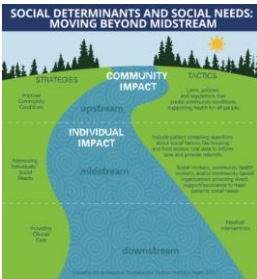 SOCIAL DETERMINANTS AND SOCIAL NEEDS:
MOVING BEYOND MIDSTREAM
STRATEGIES
COMMUNITY
IMPACT
TACTICS
Improve
Community
Conditions
upstream
Laws, policies,
and regulations that
create community conditions
supporting health for all people.
INDIVIDUAL
IMPACT
Addressing
Individuals'
Social
Needs
midstream
Include patient screening questions
about social factors like housing
and food access; use data to inform
care and provide referrals.
Social workers, community health
workers, and/or community-based
organizations providing direct
support/assistance to meet
patients' social needs.
Providing
Clinical
Care
Medical
Interventions
downstream